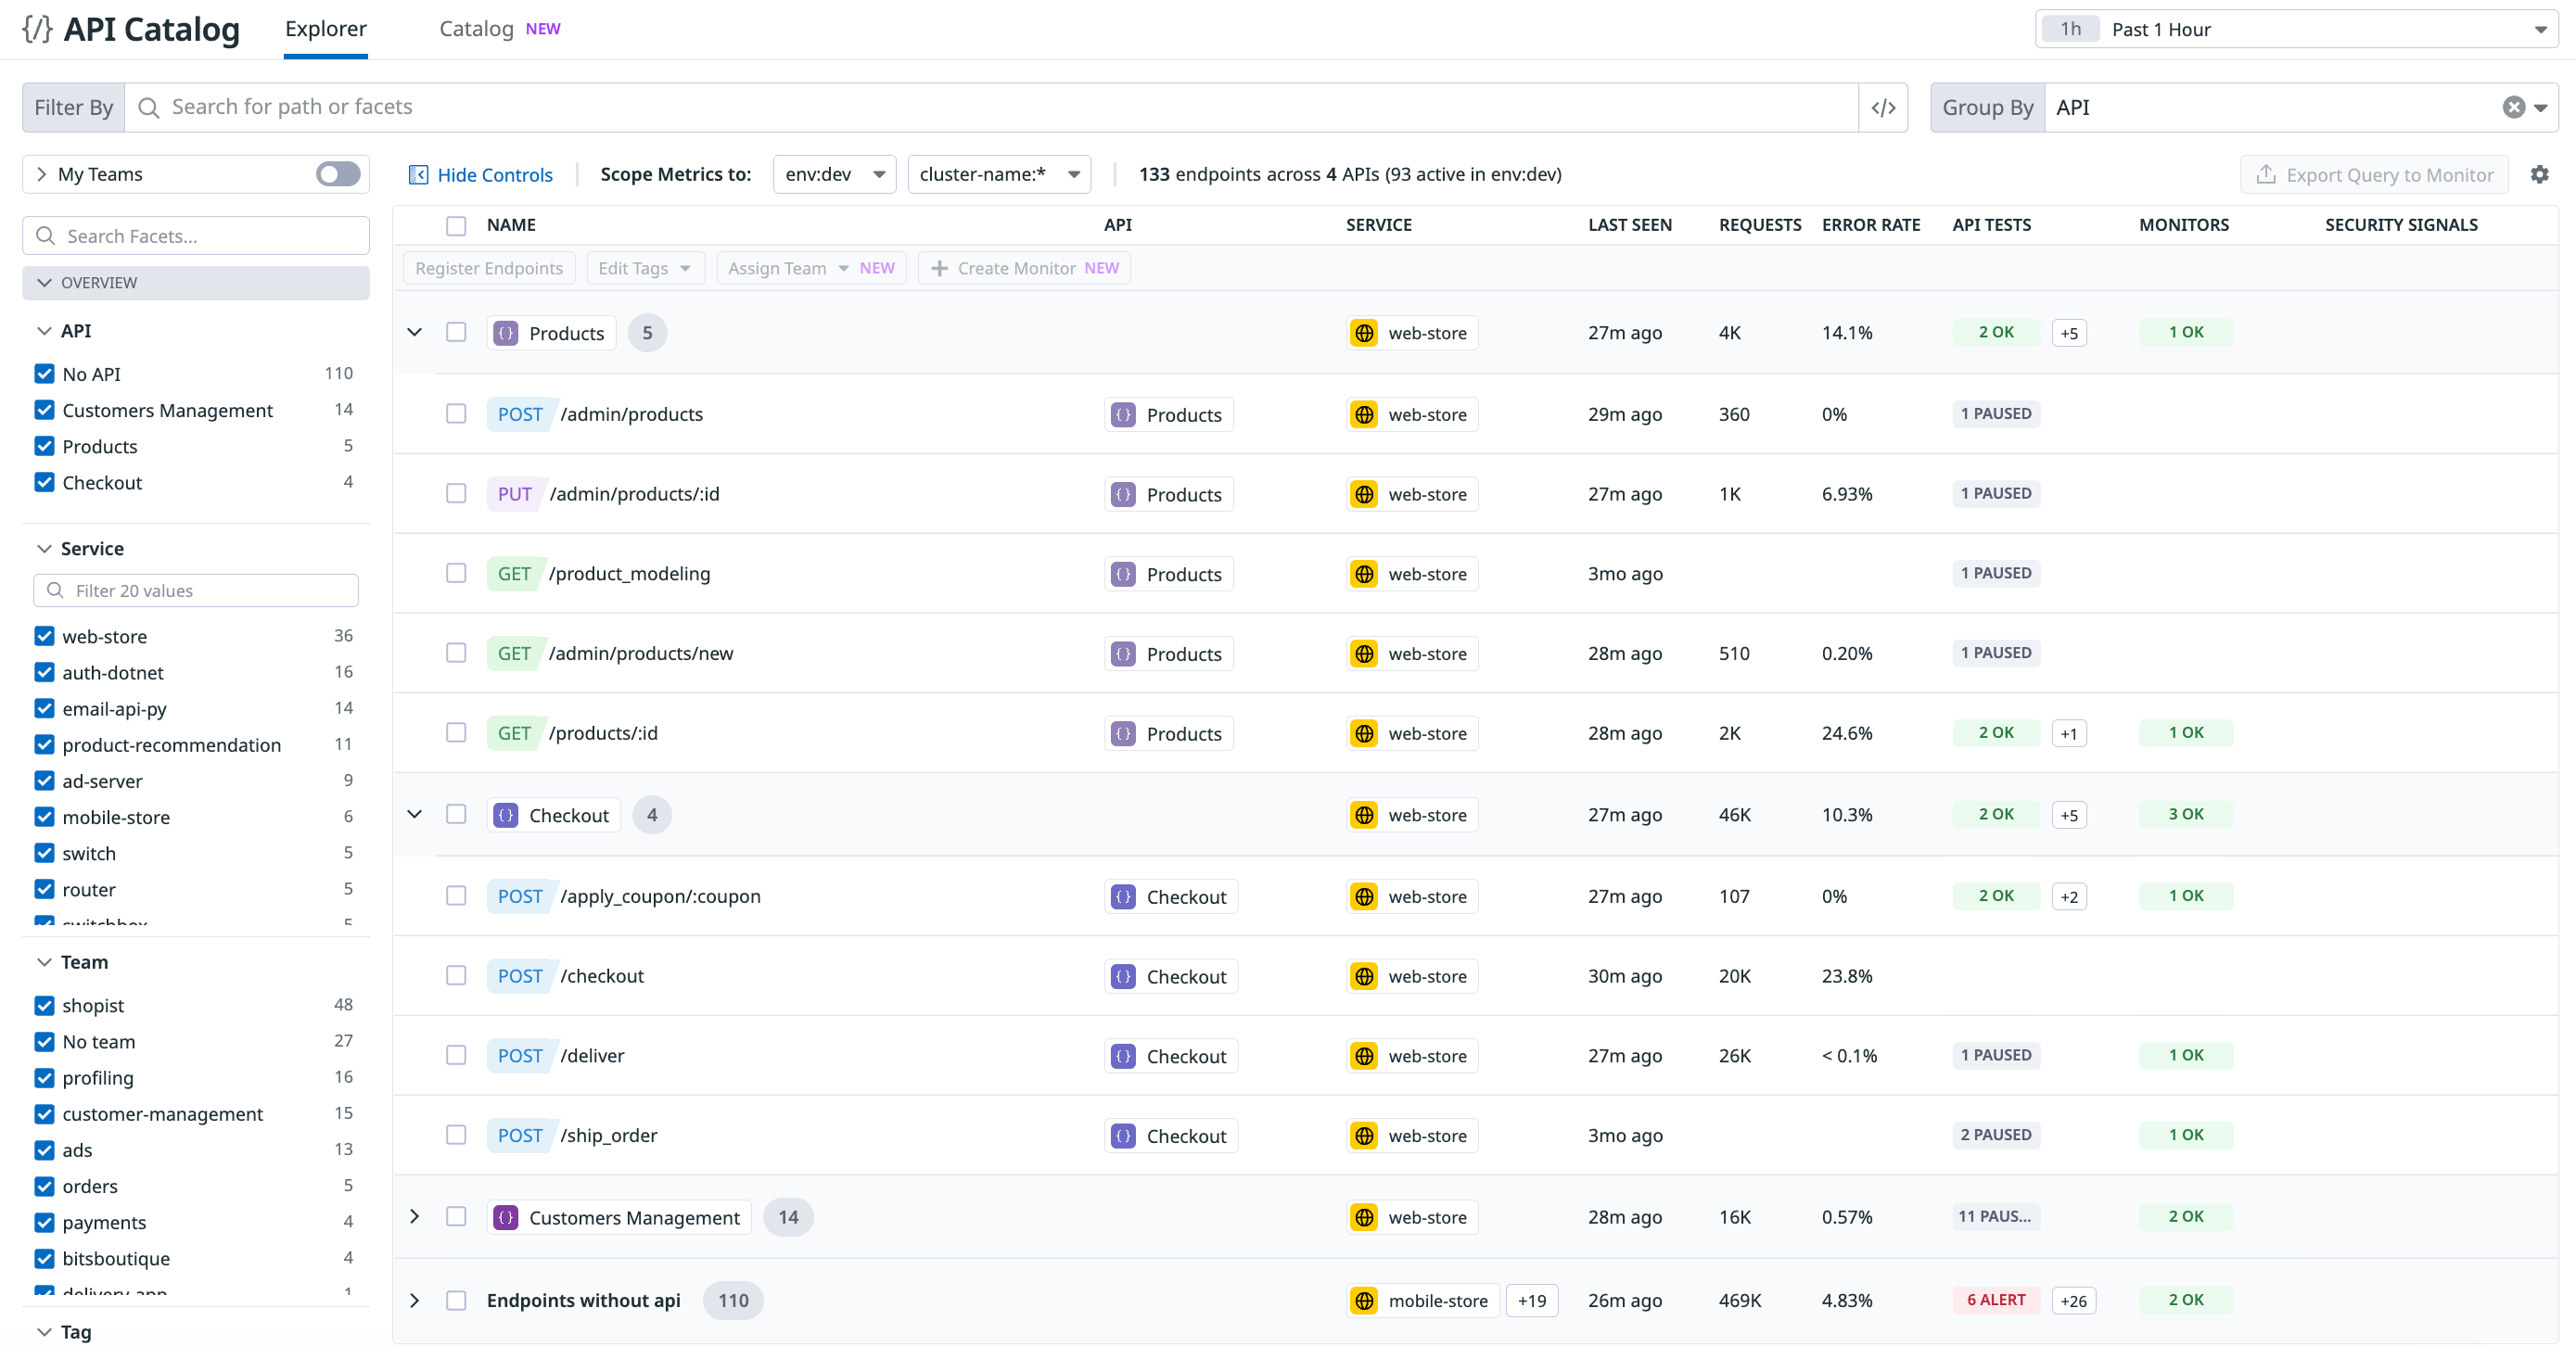 {/} API Catalog Explorer Catalog NEW 1h Past 1 Hour
Filter By Search for path or facets </> Group By API
My Teams Hide Controls Scope Metrics to: env:dev cluster-name:* 133 endpoints across 4 APIs (93 active in env:dev) Export Query to Monitor
Search Facets...
OVERVIEW
API
No API 110
Customers Management 14
Products 5
Checkout 4
Service
Filter 20 values
web-store 36
auth-dotnet 16
email-api-py 14
product-recommendation 11
ad-server 9
mobile-store 6
switch 5
router 5
switchbox 5
Team
shopist 48
No team 27
profiling 16
customer-management 15
ads 13
orders 5
payments 4
bitsboutique 4
delivery-app 1
Tag
NAME API SERVICE LAST SEEN REQUESTS ERROR RATE API TESTS MONITORS SECURITY SIGNALS
Register Endpoints Edit Tags Assign Team NEW Create Monitor NEW
{} Products 5 web-store 27m ago 4K 14.1% 2 OK +5 1 OK
POST /admin/products {} Products web-store 29m ago 360 0% 1 PAUSED
PUT /admin/products/:id {} Products web-store 27m ago 1K 6.93% 1 PAUSED
GET /product_modeling {} Products web-store 3mo ago 1 PAUSED
GET /admin/products/new {} Products web-store 28m ago 510 0.20% 1 PAUSED
GET /products/:id {} Products web-store 28m ago 2K 24.6% 2 OK +1 1 OK
{} Checkout 4 web-store 27m ago 46K 10.3% 2 OK +5 3 OK
POST /apply_coupon/:coupon {} Checkout web-store 27m ago 107 0% 2 OK +2 1 OK
POST /checkout {} Checkout web-store 30m ago 20K 23.8%
POST /deliver {} Checkout web-store 27m ago 26K < 0.1% 1 PAUSED 1 OK
POST /ship_order {} Checkout web-store 3mo ago 2 PAUSED 1 OK
{} Customers Management 14 web-store 28m ago 16K 0.57% 11 PAUS... 2 OK
Endpoints without api 110 mobile-store +19 26m ago 469K 4.83% 6 ALERT +26 2 OK